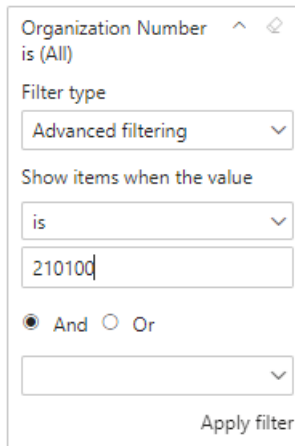 Organization Number
is (All)
Filter type
Advanced filtering
Show items when the value
is
210100
And Or
Apply filter